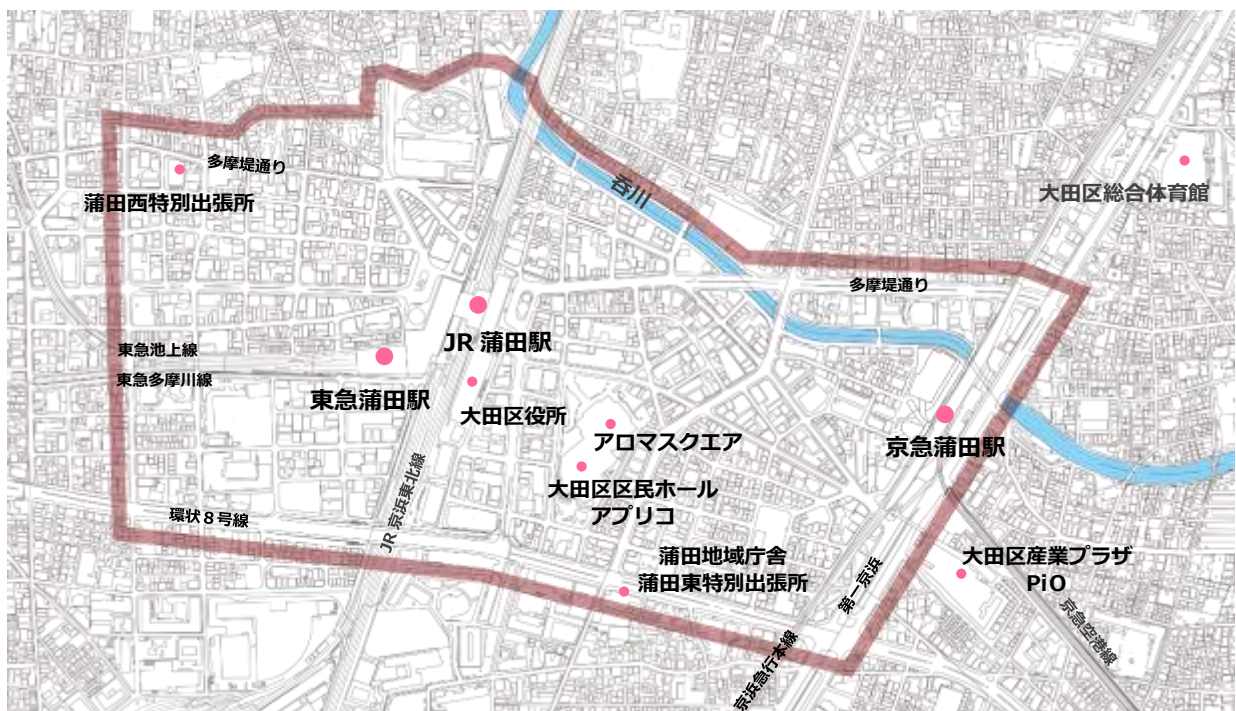 多摩堤通り
蒲田西特別出張所
呑川
大田区総合体育館
多摩堤通り
JR 蒲田駅
東急池上線
東急多摩川線
東急蒲田駅
大田区役所
アロマスクエア
京急蒲田駅
大田区区民ホール
アプリコ
環状８号線
JR 京浜東北線
蒲田地域庁舎
蒲田東特別出張所
第一京浜
大田区産業プラザ
PiO
京急空港線
京浜急行本線